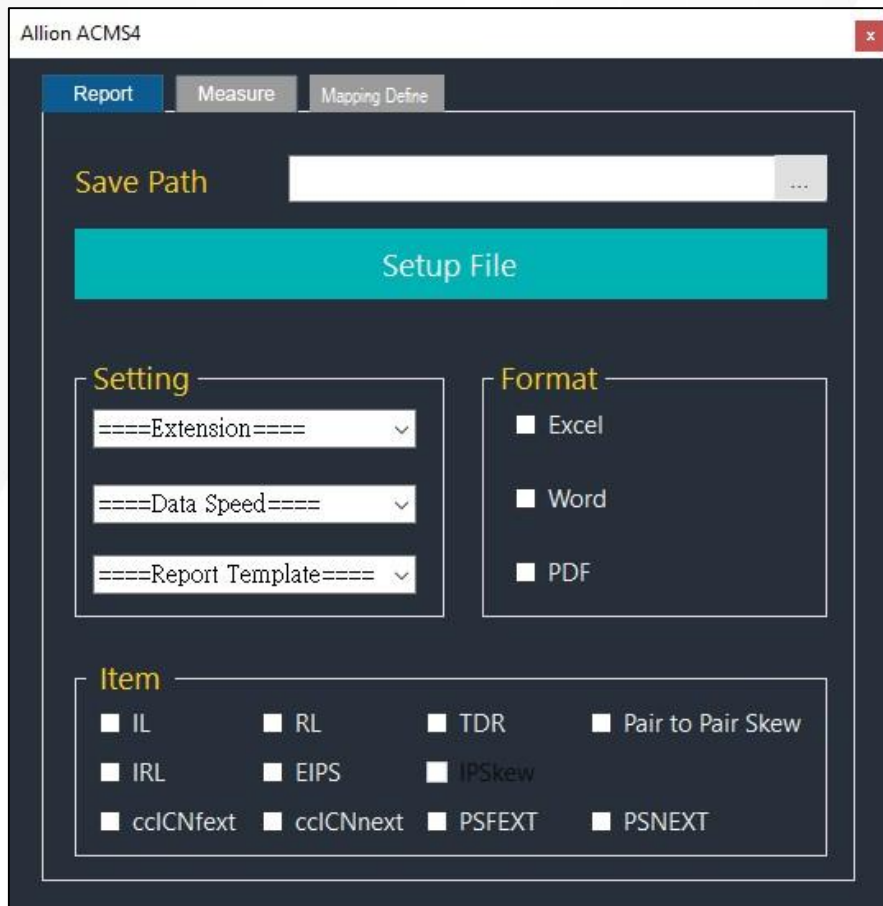 Allion ACMS4
x
Report Measure Mapping Define
Save Path ...
Setup File
Setting
====Extension====
====Data Speed====
====Report Template====
Format
Excel
Word
PDF
Item
IL RL TDR Pair to Pair Skew
IRL EIPS IPSkew
ccICNfext ccICNnext PSFEXT PSNEXT